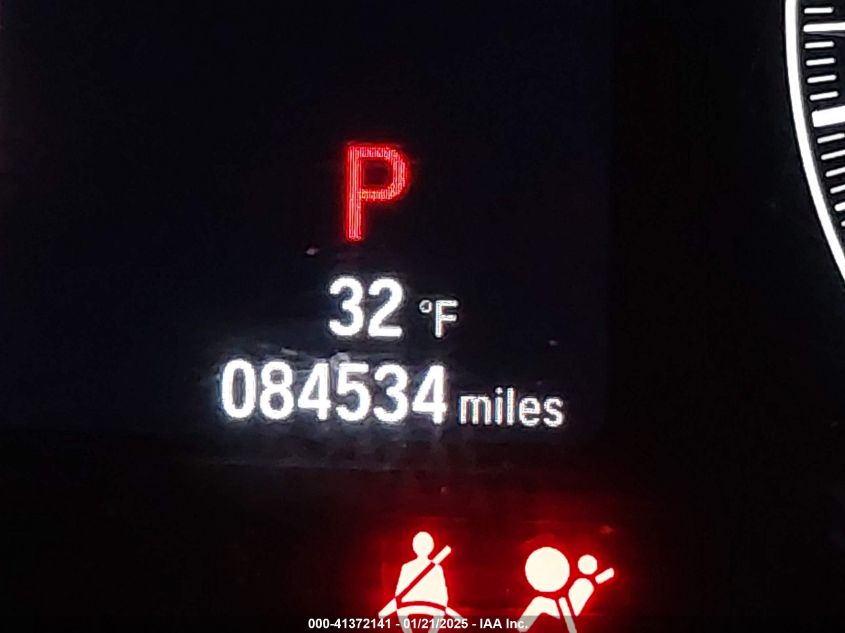 P
32 °F
084534 miles
000-41372141 - 01/21/2025 - IAA Inc.